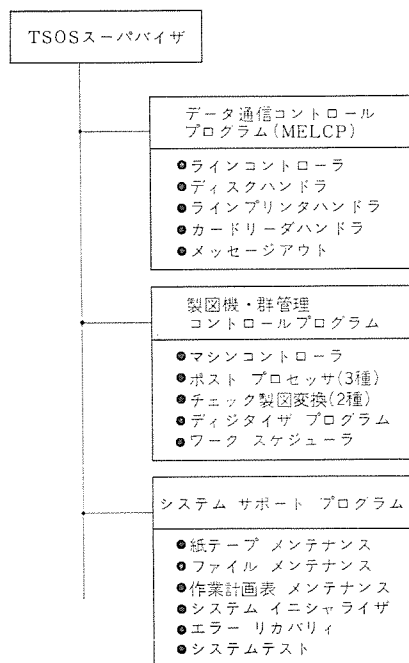 TSOSスーパバイザ
データ通信コントロール
プログラム(MELCP)
●ラインコントローラ
●ディスクハンドラ
●ラインプリンタハンドラ
●カードリーダハンドラ
●メッセージアウト
製図機・群管理
コントロールプログラム
●マシンコントローラ
●ポスト プロセッサ(3種)
●チェック製図変換(2種)
●ディジタイザ プログラム
●ワーク スケジューラ
システム サポート プログラム
●紙テープ メンテナンス
●ファイル メンテナンス
●作業計画表 メンテナンス
●システム イニシャライザ
●エラー リカバリィ
●システムテスト